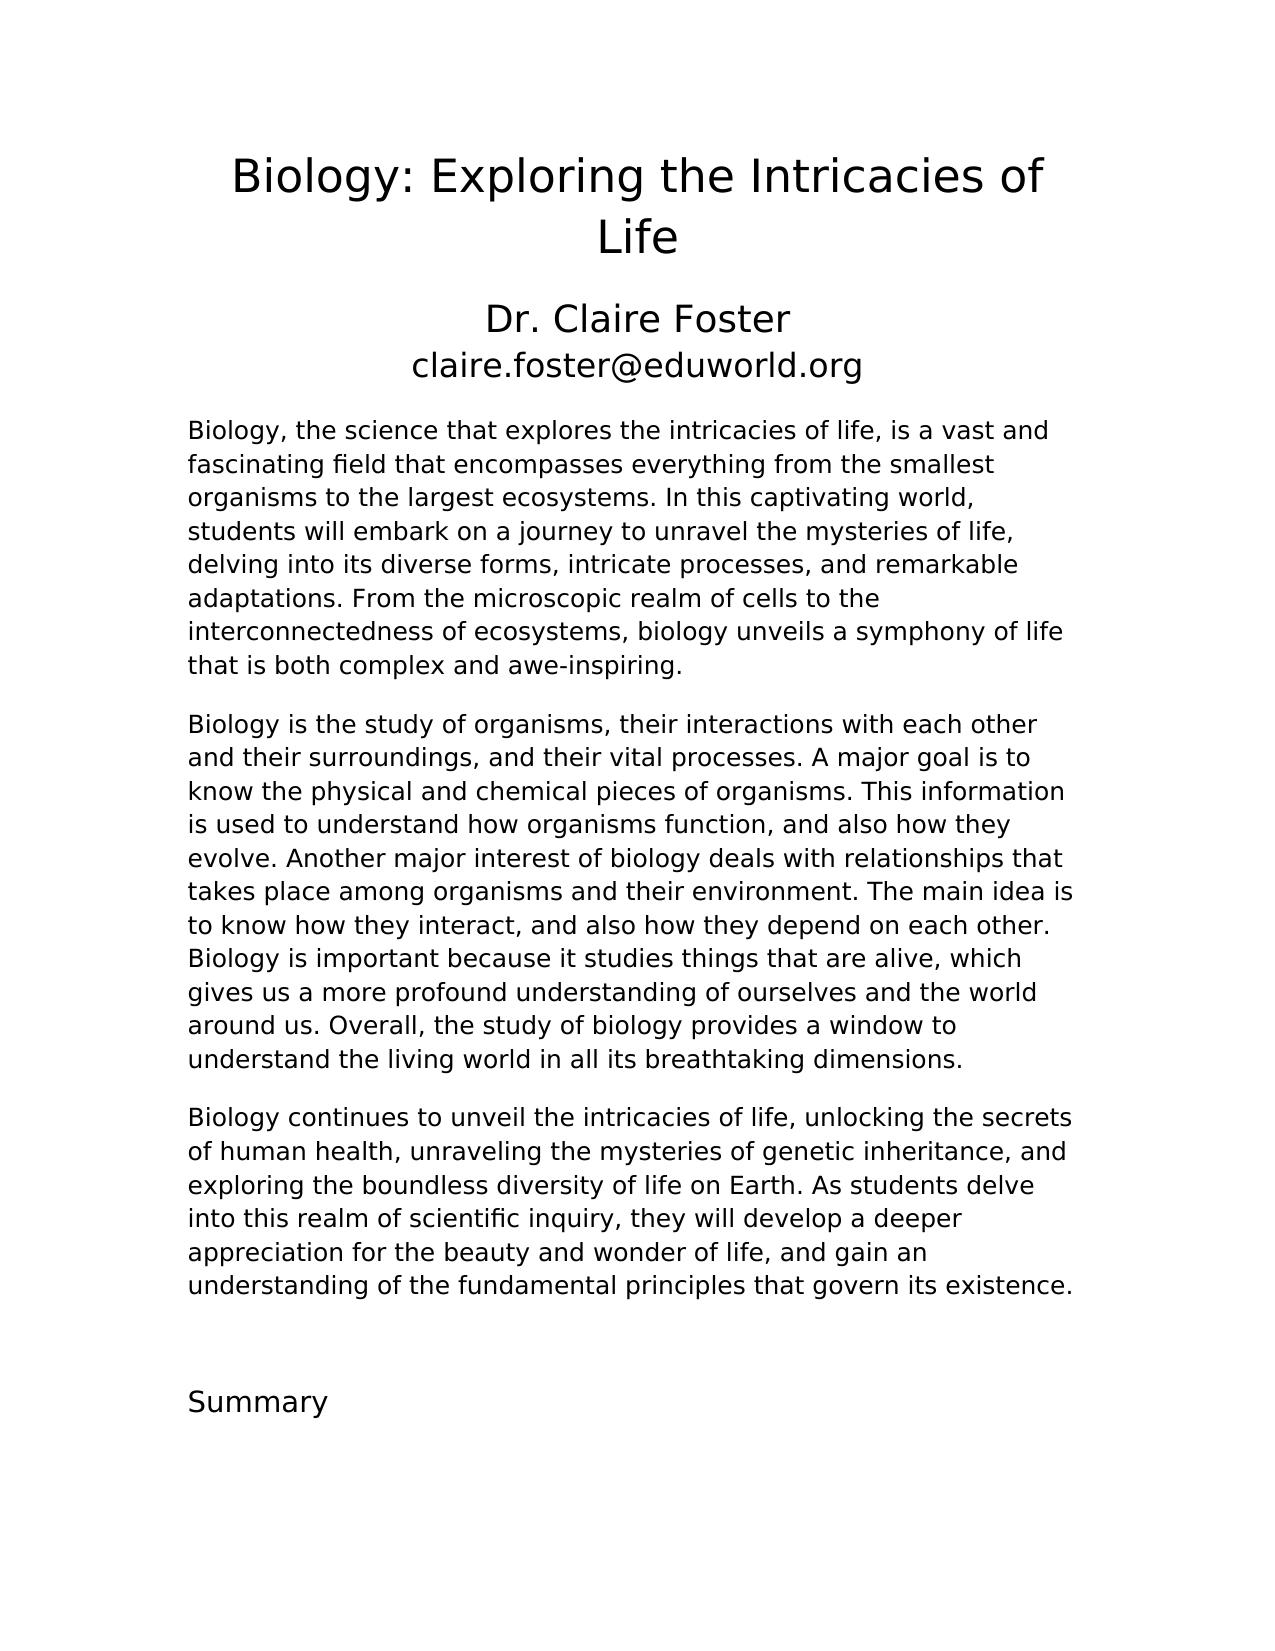 Biology: Exploring the Intricacies of
Life
Dr. Claire Foster
claire.foster@eduworld.org
Biology, the science that explores the intricacies of life, is a vast and
fascinating field that encompasses everything from the smallest
organisms to the largest ecosystems. In this captivating world,
students will embark on a journey to unravel the mysteries of life,
delving into its diverse forms, intricate processes, and remarkable
adaptations. From the microscopic realm of cells to the
interconnectedness of ecosystems, biology unveils a symphony of life
that is both complex and awe-inspiring.
Biology is the study of organisms, their interactions with each other
and their surroundings, and their vital processes. A major goal is to
know the physical and chemical pieces of organisms. This information
is used to understand how organisms function, and also how they
evolve. Another major interest of biology deals with relationships that
takes place among organisms and their environment. The main idea is
to know how they interact, and also how they depend on each other.
Biology is important because it studies things that are alive, which
gives us a more profound understanding of ourselves and the world
around us. Overall, the study of biology provides a window to
understand the living world in all its breathtaking dimensions.
Biology continues to unveil the intricacies of life, unlocking the secrets
of human health, unraveling the mysteries of genetic inheritance, and
exploring the boundless diversity of life on Earth. As students delve
into this realm of scientific inquiry, they will develop a deeper
appreciation for the beauty and wonder of life, and gain an
understanding of the fundamental principles that govern its existence.
Summary